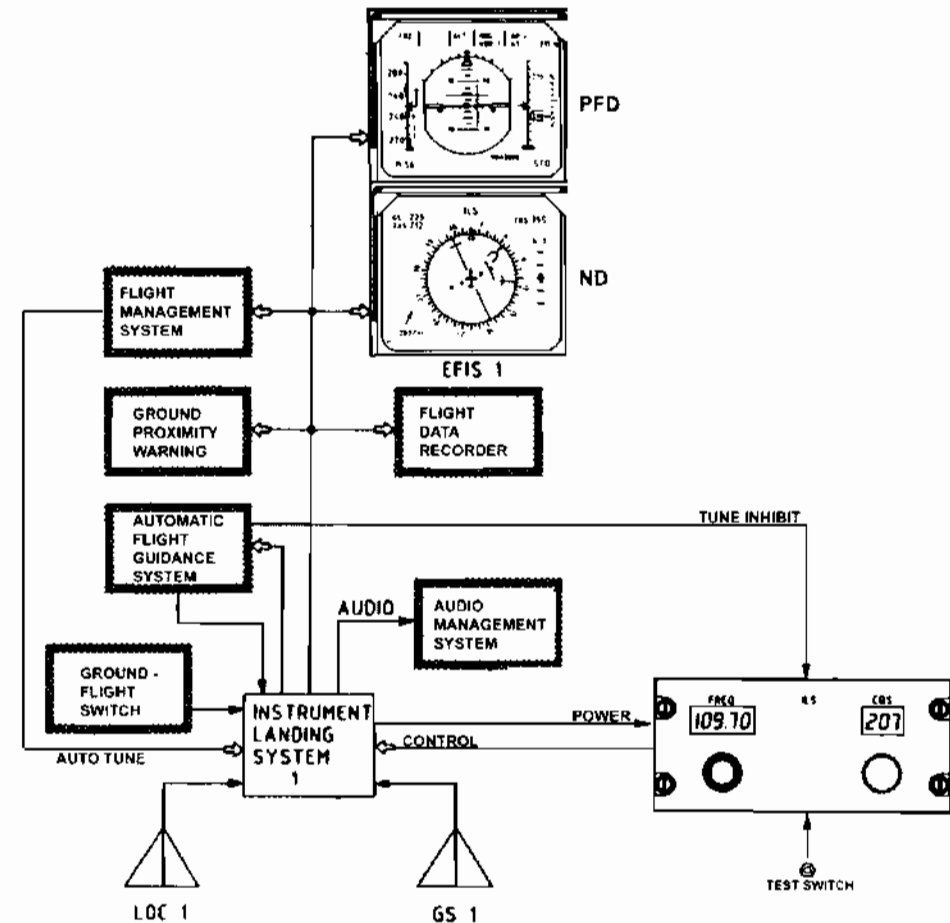 PFD
ILS
ND
EFIS 1
FLIGHT
MANAGEMENT
SYSTEM
GROUND
PROXIMITY
WARNING
FLIGHT
DATA
RECORDER
AUTOMATIC
FLIGHT
GUIDANCE
SYSTEM
TUNE INHIBIT
AUDIO
AUDIO
MANAGEMENT
SYSTEM
GROUND -
FLIGHT
SWITCH
INSTRUMENT
LANDING
SYSTEM
1
POWER
CONTROL
AUTO TUNE
FREQ
ILS
CRS
109.70
207
TEST SWITCH
LOC 1
GS 1